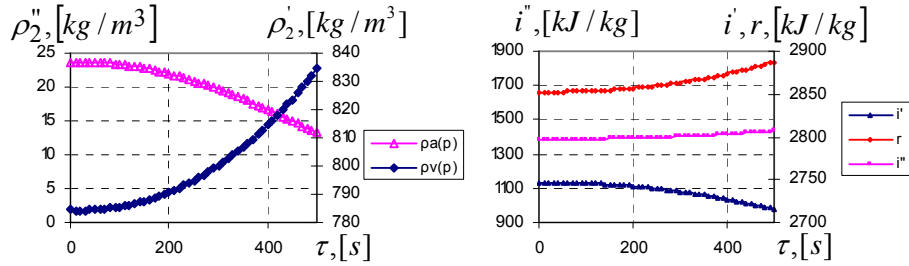 ρ₂'',[kg/m³] ρ₂',[kg/m³]
25
20
15
10
5
0
840
830
820
810
800
790
780
0 200 400
τ,[s]
ρa(p)
ρv(p)
i'',[kJ/kg] i',r,[kJ/kg]
1900
1700
1500
1300
1100
900
2900
2850
2800
2750
2700
0 200 400
τ,[s]
i'
r
i''